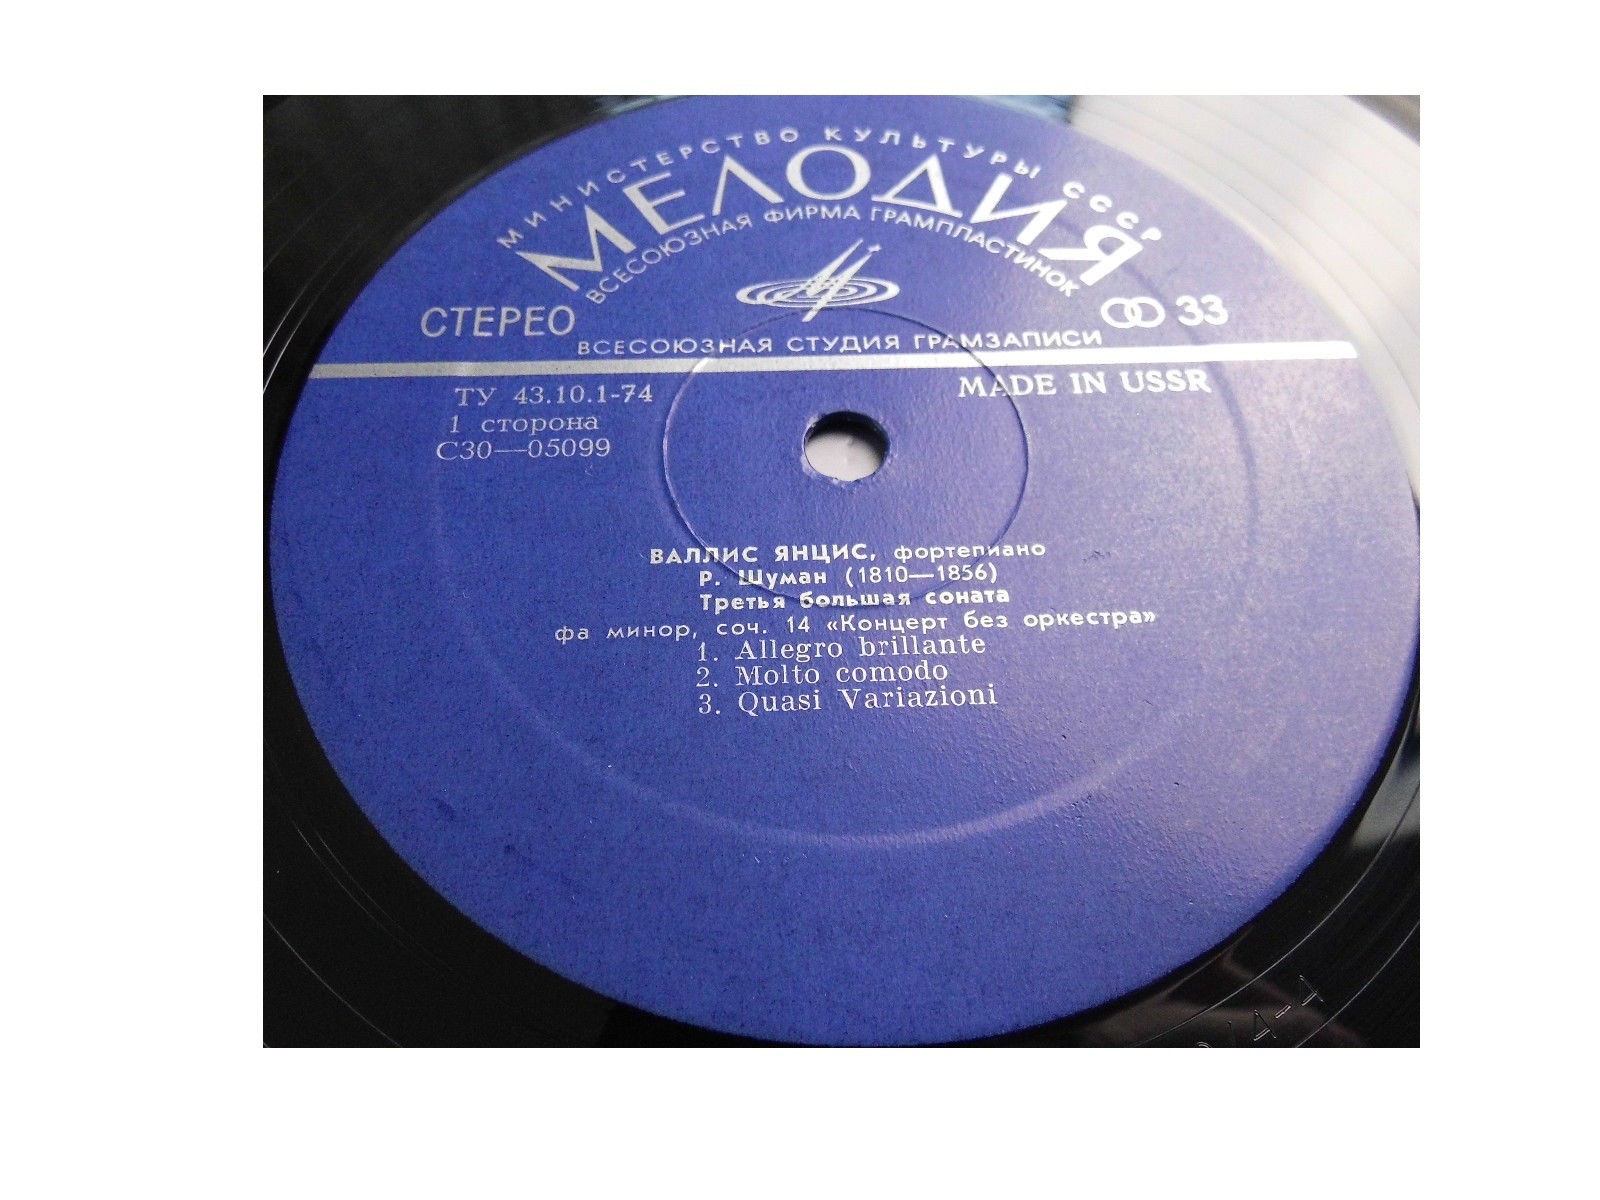 МИНИСТЕРСТВО КУЛЬТУРЫ СССР
МЕЛОДИЯ
ВСЕСОЮЗНАЯ ФИРМА ГРАМПЛАСТИНОК
СТЕРЕО
33
ВСЕСОЮЗНАЯ СТУДИЯ ГРАМЗАПИСИ
ТУ 43.10.1-74
MADE IN USSR
1 сторона
С30—05099
ВАЛЛИС ЯНЦИС, фортепиано
Р. Шуман (1810—1856)
Третья большая соната
фа минор, соч. 14 «Концерт без оркестра»
1. Allegro brillante
2. Molto comodo
3. Quasi Variazioni